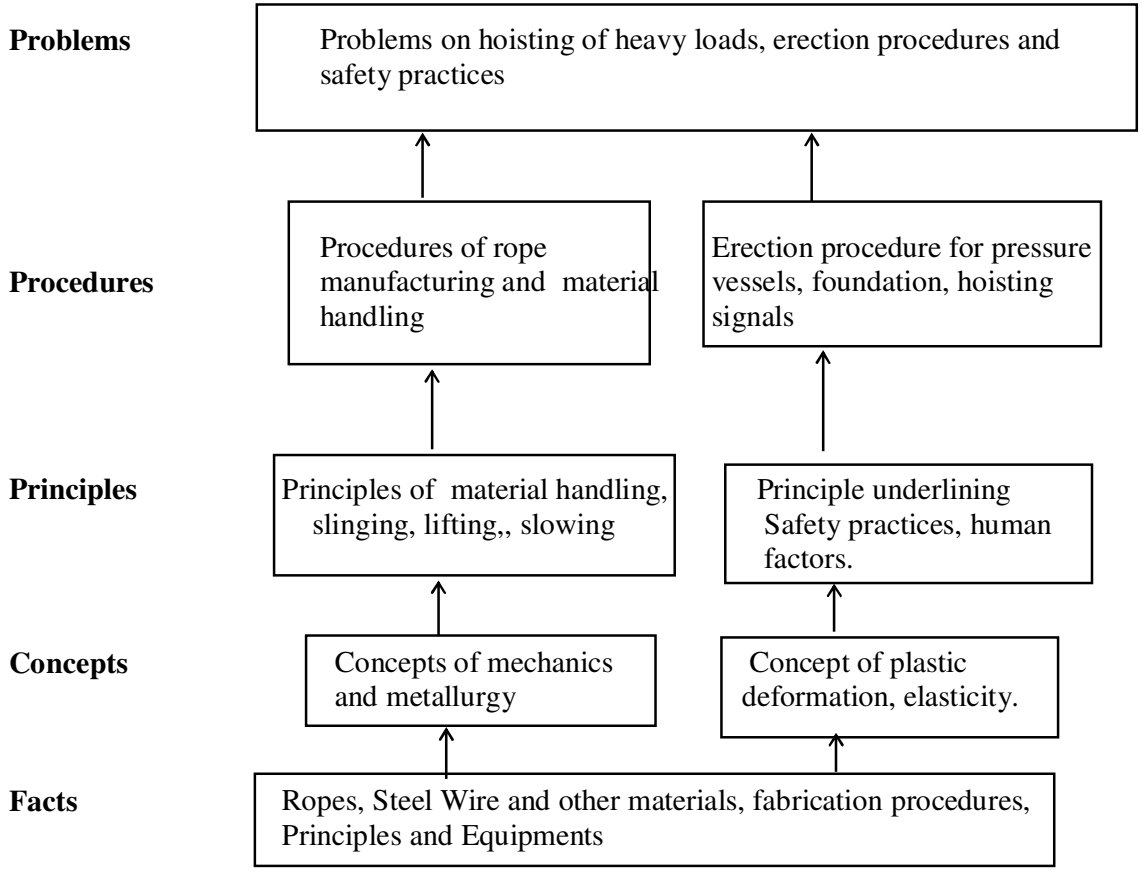 Problems
Problems on hoisting of heavy loads, erection procedures and
safety practices
Procedures
Procedures of rope
manufacturing and material
handling
Erection procedure for pressure
vessels, foundation, hoisting
signals
Principles
Principles of material handling,
slinging, lifting,, slowing
Principle underlining
Safety practices, human
factors.
Concepts
Concepts of mechanics
and metallurgy
Concept of plastic
deformation, elasticity.
Facts
Ropes, Steel Wire and other materials, fabrication procedures,
Principles and Equipments